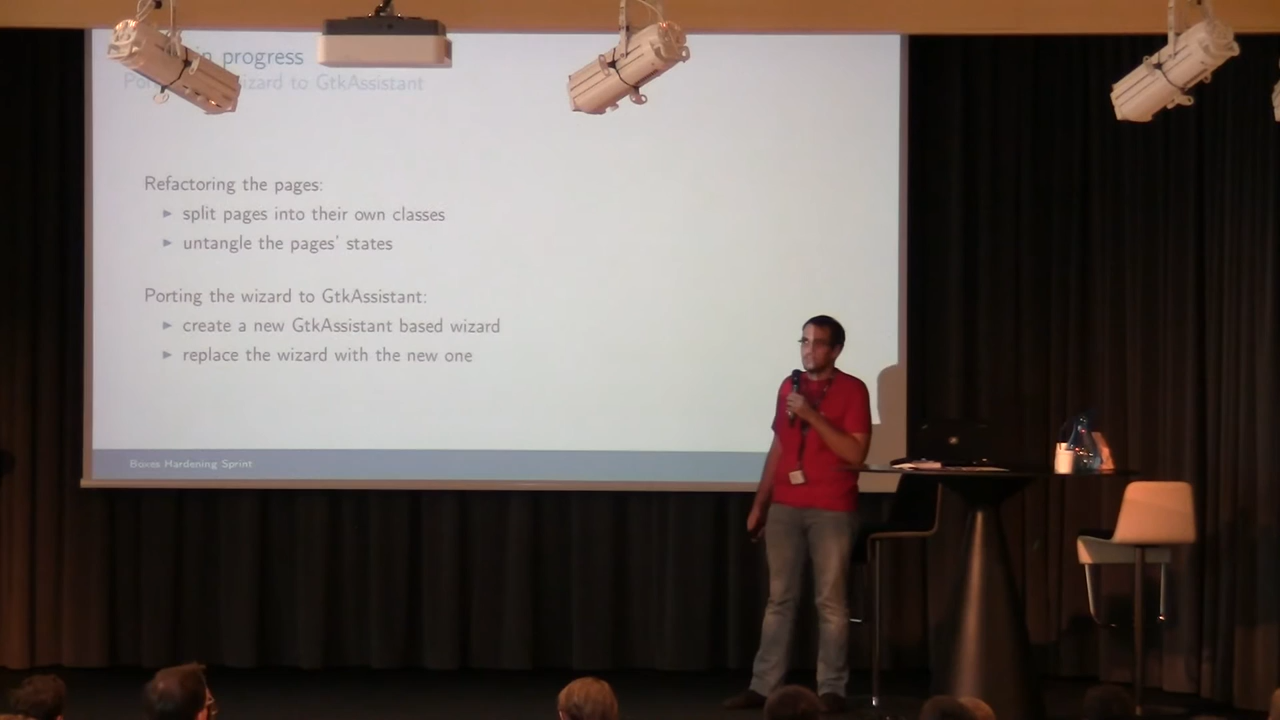 in progress
wizard to GtkAssistant
Refactoring the pages:
▶ split pages into their own classes
▶ untangle the pages' states
Porting the wizard to GtkAssistant:
▶ create a new GtkAssistant based wizard
▶ replace the wizard with the new one
Boxes Hardening Sprint